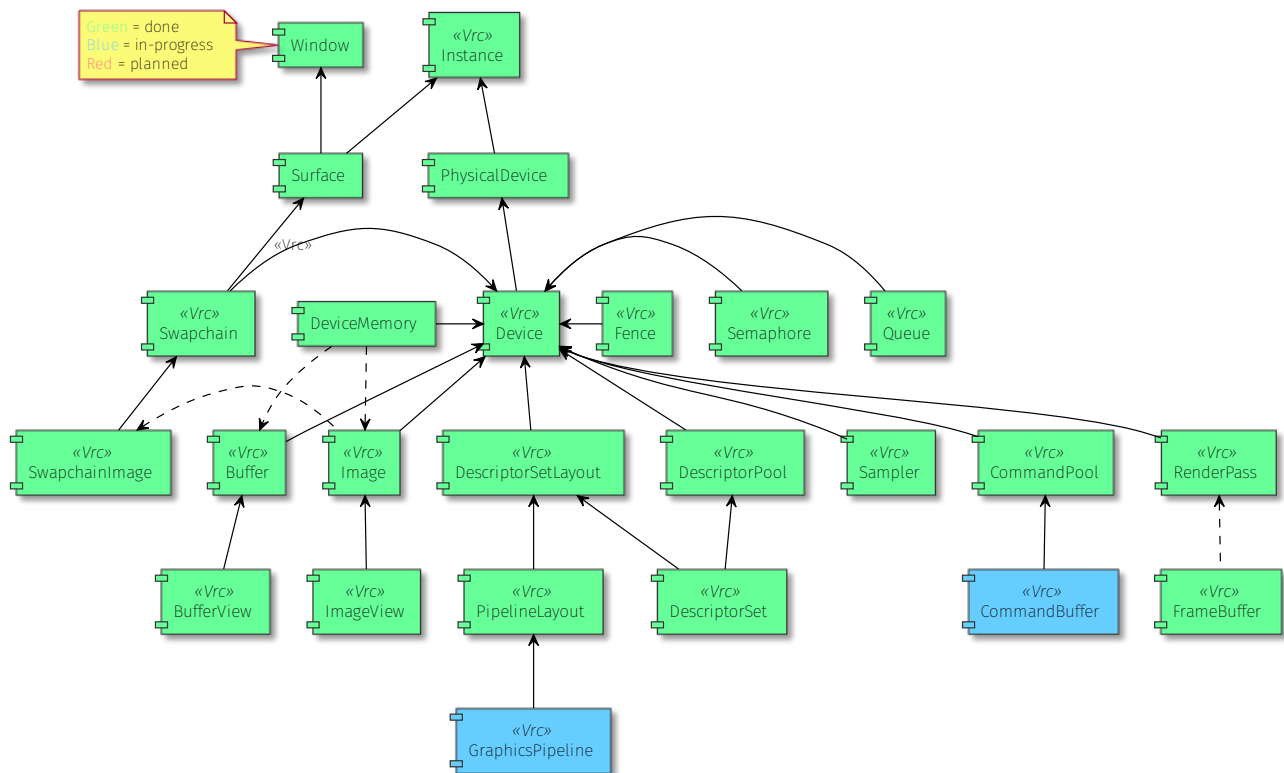 Green = done
Blue = in-progress
Red = planned
Window
«Vrc»
Instance
Surface
PhysicalDevice
«Vrc»
«Vrc»
Swapchain
DeviceMemory
«Vrc»
Device
«Vrc»
Fence
«Vrc»
Semaphore
«Vrc»
Queue
«Vrc»
SwapchainImage
«Vrc»
Buffer
«Vrc»
Image
«Vrc»
DescriptorSetLayout
«Vrc»
DescriptorPool
«Vrc»
Sampler
«Vrc»
CommandPool
«Vrc»
RenderPass
«Vrc»
BufferView
«Vrc»
ImageView
«Vrc»
PipelineLayout
«Vrc»
DescriptorSet
«Vrc»
CommandBuffer
«Vrc»
FrameBuffer
«Vrc»
GraphicsPipeline